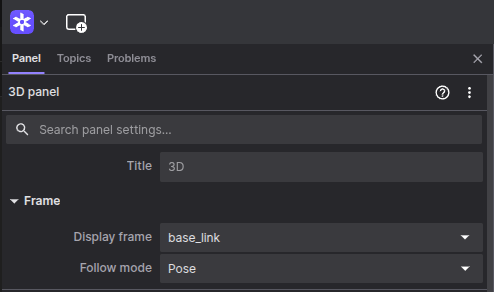 Panel Topics Problems
3D panel
Search panel settings...
Title 3D
Frame
Display frame base_link
Follow mode Pose